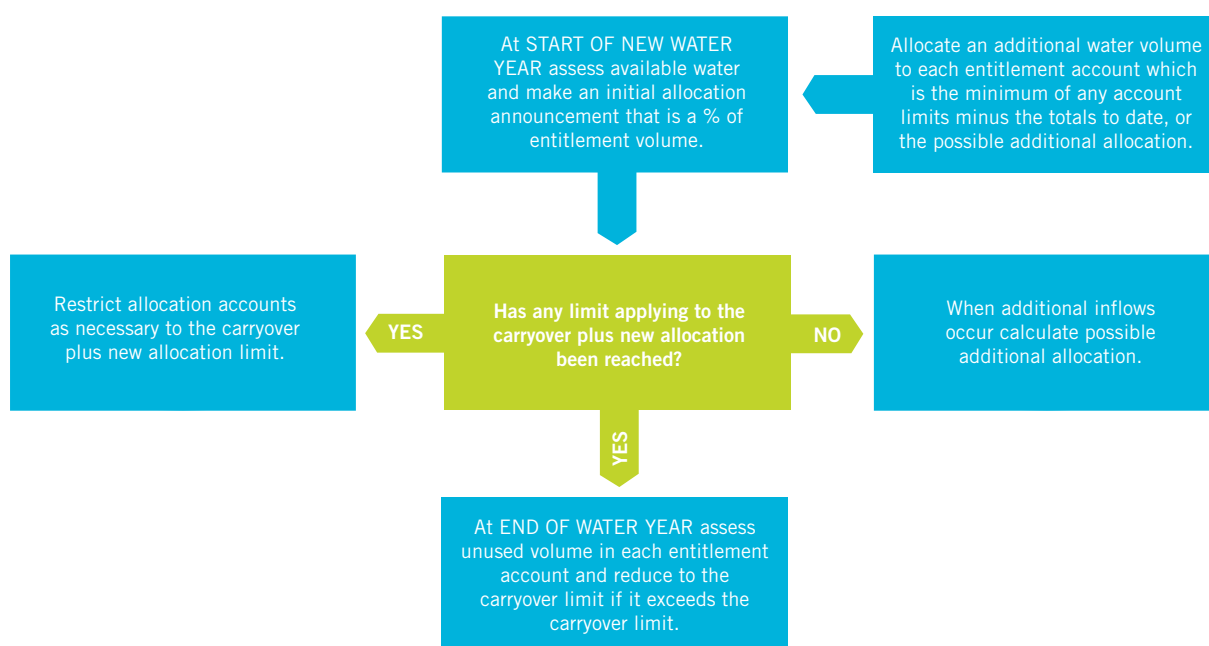 At START OF NEW WATER
YEAR assess available water
and make an initial allocation
announcement that is a % of
entitlement volume.
Allocate an additional water volume
to each entitlement account which
is the minimum of any account
limits minus the totals to date, or
the possible additional allocation.
Restrict allocation accounts
as necessary to the carryover
plus new allocation limit.
YES
Has any limit applying to the
carryover plus new allocation
been reached?
NO
When additional inflows
occur calculate possible
additional allocation.
YES
At END OF WATER YEAR assess
unused volume in each entitlement
account and reduce to the
carryover limit if it exceeds the
carryover limit.